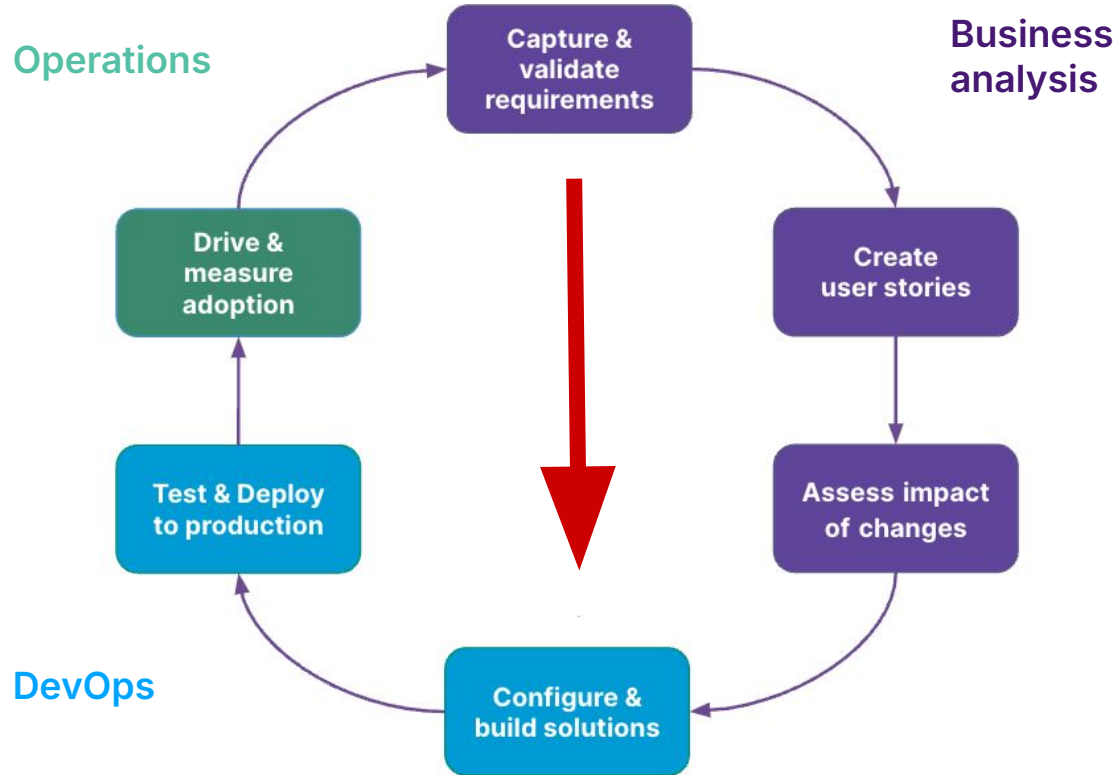 Operations
Business
analysis
Capture &
validate
requirements
Drive &
measure
adoption
Create
user stories
Test & Deploy
to production
Assess impact
of changes
DevOps
Configure &
build solutions